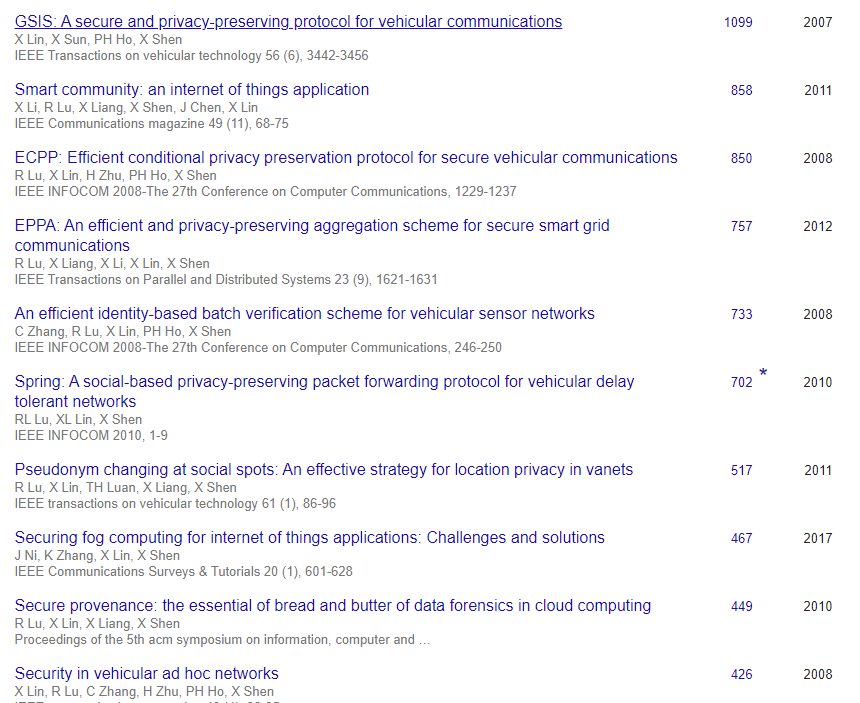 GSIS: A secure and privacy-preserving protocol for vehicular communications 1099 2007
X Lin, X Sun, PH Ho, X Shen
IEEE Transactions on vehicular technology 56 (6), 3442-3456
Smart community: an internet of things application 858 2011
X Li, R Lu, X Liang, X Shen, J Chen, X Lin
IEEE Communications magazine 49 (11), 68-75
ECPP: Efficient conditional privacy preservation protocol for secure vehicular communications 850 2008
R Lu, X Lin, H Zhu, PH Ho, X Shen
IEEE INFOCOM 2008-The 27th Conference on Computer Communications, 1229-1237
EPPA: An efficient and privacy-preserving aggregation scheme for secure smart grid 757 2012
communications
R Lu, X Liang, X Li, X Lin, X Shen
IEEE Transactions on Parallel and Distributed Systems 23 (9), 1621-1631
An efficient identity-based batch verification scheme for vehicular sensor networks 733 2008
C Zhang, R Lu, X Lin, PH Ho, X Shen
IEEE INFOCOM 2008-The 27th Conference on Computer Communications, 246-250
Spring: A social-based privacy-preserving packet forwarding protocol for vehicular delay 702 * 2010
tolerant networks
RL Lu, XL Lin, X Shen
IEEE INFOCOM 2010, 1-9
Pseudonym changing at social spots: An effective strategy for location privacy in vanets 517 2011
R Lu, X Lin, TH Luan, X Liang, X Shen
IEEE transactions on vehicular technology 61 (1), 86-96
Securing fog computing for internet of things applications: Challenges and solutions 467 2017
J Ni, K Zhang, X Lin, X Shen
IEEE Communications Surveys & Tutorials 20 (1), 601-628
Secure provenance: the essential of bread and butter of data forensics in cloud computing 449 2010
R Lu, X Lin, X Liang, X Shen
Proceedings of the 5th acm symposium on information, computer and …
Security in vehicular ad hoc networks 426 2008
X Lin, R Lu, C Zhang, H Zhu, PH Ho, X Shen